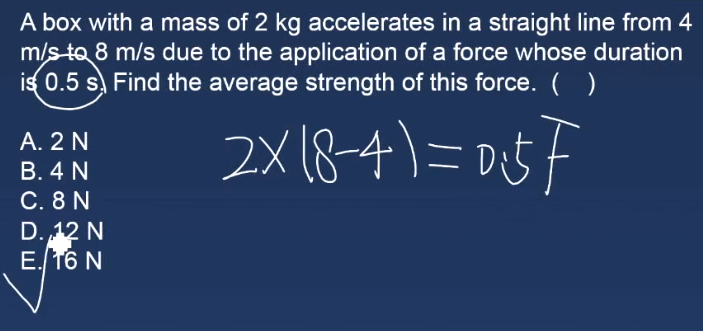 A box with a mass of 2 kg accelerates in a straight line from 4
m/s to 8 m/s due to the application of a force whose duration
is 0.5 s. Find the average strength of this force. (   )
A. 2 N
B. 4 N
C. 8 N
D. 12 N
E. 16 N
2×(8-4)=0.5F